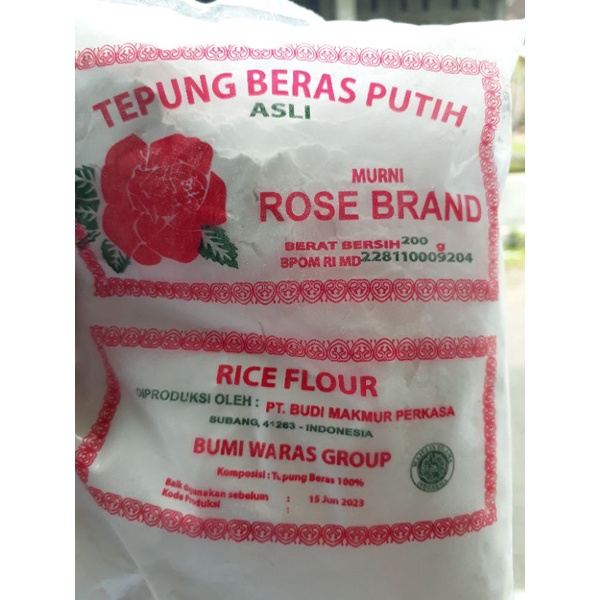 TEPUNG BERAS PUTIH
ASLI
MURNI
ROSE BRAND
BERAT BERSIH 200 g
BPOM RI MD 228110009204
RICE FLOUR
DIPRODUKSI OLEH : PT. BUDI MAKMUR PERKASA
SUBANG, 41263 - INDONESIA
BUMI WARAS GROUP
Komposisi : Tepung Beras 100%
Baik digunakan sebelum : 15 Jun 2023
Kode Produksi :